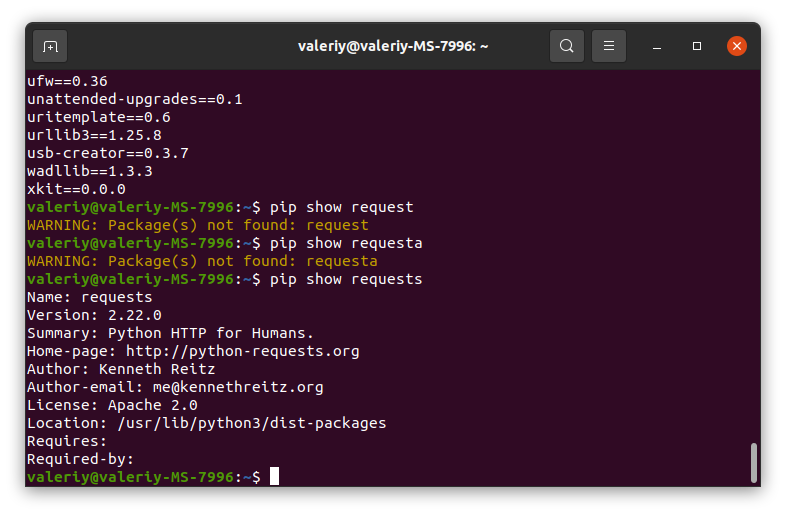 valeriy@valeriy-MS-7996: ~
ufw==0.36
unattended-upgrades==0.1
uritemplate==0.6
urllib3==1.25.8
usb-creator==0.3.7
wadllib==1.3.3
xkit==0.0.0
valeriy@valeriy-MS-7996:~$ pip show request
WARNING: Package(s) not found: request
valeriy@valeriy-MS-7996:~$ pip show requesta
WARNING: Package(s) not found: requesta
valeriy@valeriy-MS-7996:~$ pip show requests
Name: requests
Version: 2.22.0
Summary: Python HTTP for Humans.
Home-page: http://python-requests.org
Author: Kenneth Reitz
Author-email: me@kennethreitz.org
License: Apache 2.0
Location: /usr/lib/python3/dist-packages
Requires:
Required-by:
valeriy@valeriy-MS-7996:~$